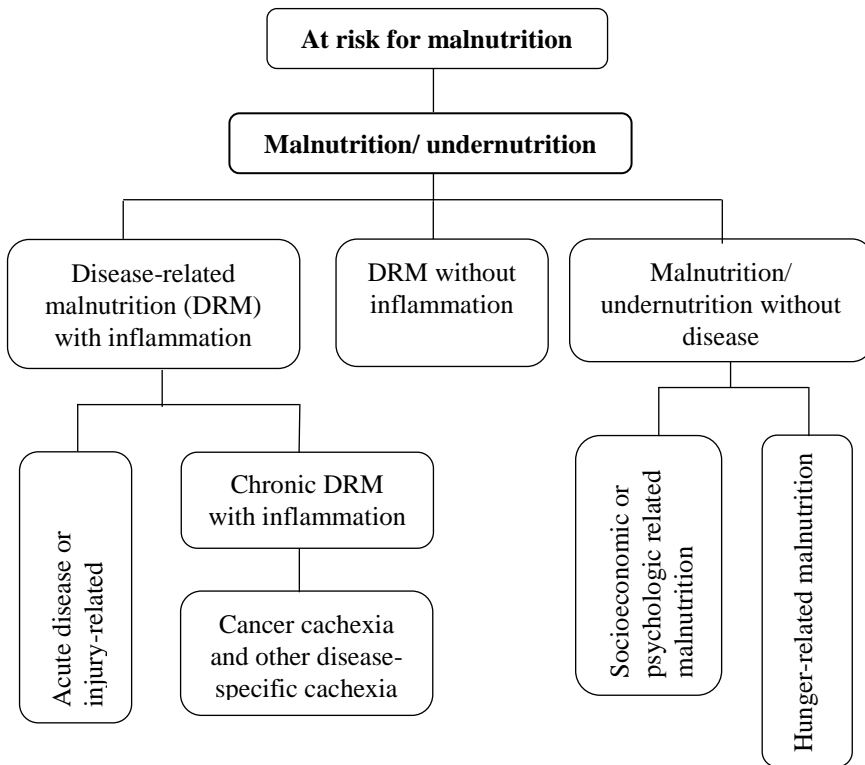 At risk for malnutrition
Malnutrition/ undernutrition
Disease-related
malnutrition (DRM)
with inflammation
DRM without
inflammation
Malnutrition/
undernutrition without
disease
Acute disease or
injury-related
Chronic DRM
with inflammation
Cancer cachexia
and other disease-
specific cachexia
Socioeconomic or
psychologic related
malnutrition
Hunger-related malnutrition